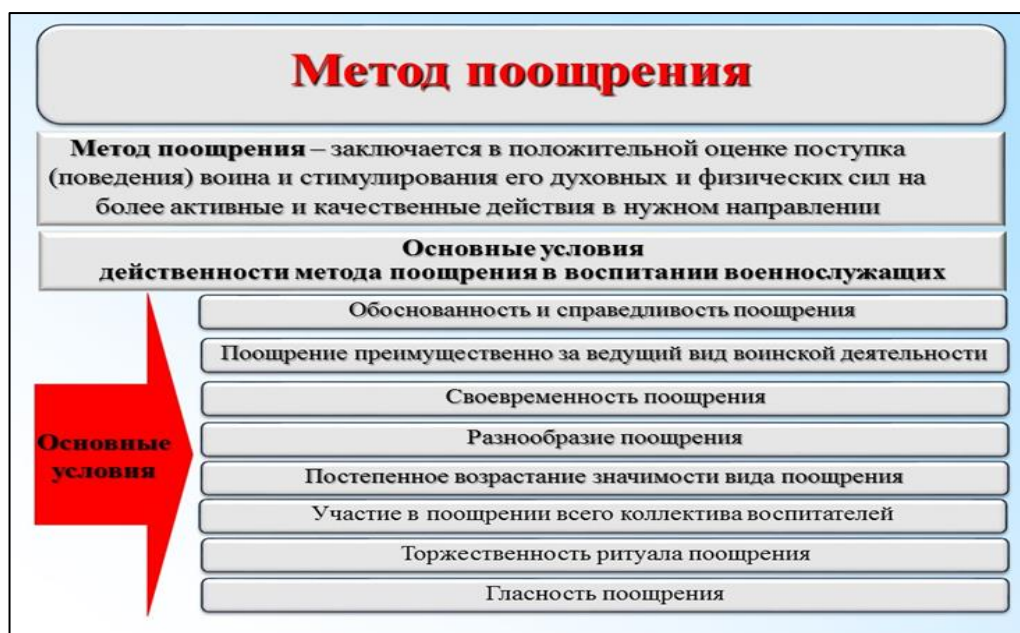 Метод поощрения
Метод поощрения – заключается в положительной оценке поступка
(поведения) воина и стимулирования его духовных и физических сил на
более активные и качественные действия в нужном направлении
Основные условия
действенности метода поощрения в воспитании военнослужащих
Основные
условия
Обоснованность и справедливость поощрения
Поощрение преимущественно за ведущий вид воинской деятельности
Своевременность поощрения
Разнообразие поощрения
Постепенное возрастание значимости вида поощрения
Участие в поощрении всего коллектива воспитателей
Торжественность ритуала поощрения
Гласность поощрения